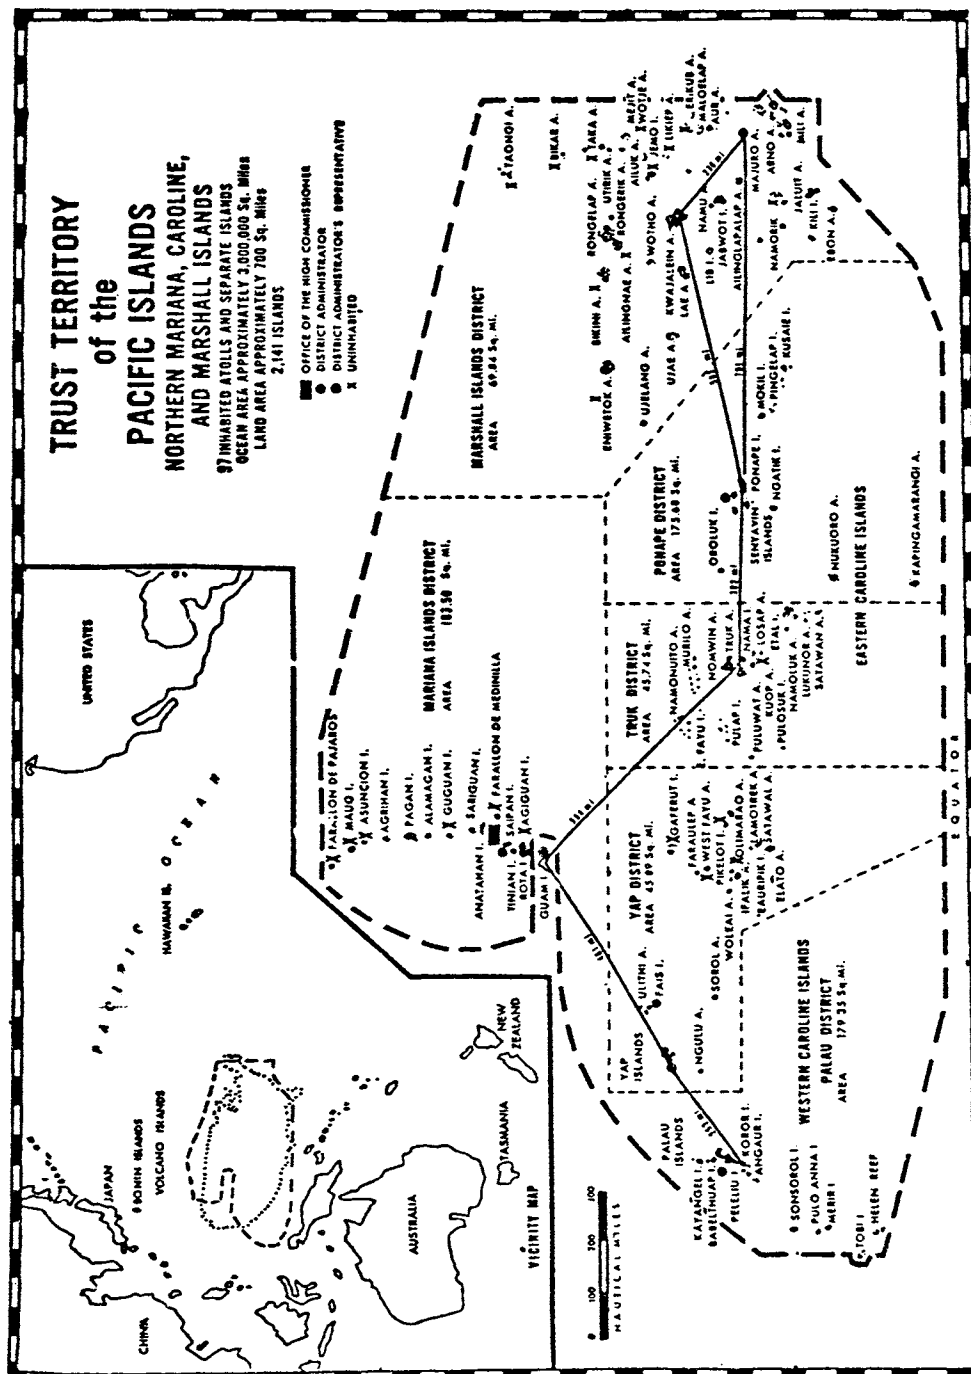 TRUST TERRITORY
of the
PACIFIC ISLANDS
NORTHERN MARIANA, CAROLINE,
AND MARSHALL ISLANDS
97 INHABITED ATOLLS AND SEPARATE ISLANDS
OCEAN AREA APPROXIMATELY 3,000,000 Sq. Miles
LAND AREA APPROXIMATELY 700 Sq. Miles
2,141 ISLANDS
OFFICE OF THE HIGH COMMISSIONER
DISTRICT ADMINISTRATOR
DISTRICT ADMINISTRATOR'S REPRESENTATIVE
X UNINHABITED
UNITED STATES
PACIFIC OCEAN
HAWAIIAN IS.
CHINA
JAPAN
BONIN ISLANDS
VOLCANO ISLANDS
AUSTRALIA
TASMANIA
NEW
ZEALAND
VICINITY MAP
MARIANA ISLANDS DISTRICT
AREA 183.50 Sq. Mi.
FARALLON DE PAJAROS
MAUG I.
ASUNCION I.
AGRIHAN I.
PAGAN I.
ALAMAGAN I.
GUGUAN I.
SARIGUAN I.
ANATAHAN I.
FARALLON DE MEDINILLA
SAIPAN I.
TINIAN I.
AGIGUAN I.
ROTA I.
GUAM I.
MARSHALL ISLANDS DISTRICT
AREA 69.84 Sq. Mi.
TAONGI A.
BIKAR A.
TAKA A.
UTIRIK A.
RONGELAP A.
RONGERIK A.
BIKINI A.
AILINGNAE A.
ENIWETOK A.
UJELANG A.
MEJIT A.
AILUK A.
WOTJE A.
JEMO I.
LIKIEP A.
WOTHO A.
ERIKUB A.
MALOELAP A.
AUR A.
KWAJALEIN A.
UJAE A.
LAE A.
LIB I.
NAMU A.
JABWOT I.
AILINGLAPALAP A.
MAJURO A.
ARNO A.
MILI A.
NAMORIK
JALUIT A.
KILI I.
EBON A.
PONAPE DISTRICT
AREA 175.68 Sq. Mi.
OROLUK I.
SENYAVIN
ISLANDS
PONAPE I.
MOKIL I.
PINGELAP I.
KUSAIE I.
NGATIK I.
NUKUORO A.
KAPINGAMARANGI A.
EASTERN CAROLINE ISLANDS
TRUK DISTRICT
AREA 45.74 Sq. Mi.
NAMONUITO A.
MURILO A.
NOMWIN A.
FAYU I.
TRUK A.
PULAP I.
NAMA I.
LOSAP A.
PULUWAT A.
KUOP A.
PULOSUK I.
ETAL I.
NAMOLUK A.
LUKUNOR A.
SATAWAN A.
YAP DISTRICT
AREA 45.89 Sq. Mi.
GAFERUT I.
FARAULEP A.
WEST FAYU A.
PIKELOT I.
OLIMARAO A.
LAMOTREK A.
SATAWAL A.
WOLEAI A.
IFALIK A.
EAURIPIK I.
ELATO A.
ULITHI A.
FAIS I.
YAP
ISLANDS
SOROL A.
NGULU A.
WESTERN CAROLINE ISLANDS
PALAU DISTRICT
AREA 179.35 Sq. Mi.
PALAU
ISLANDS
KAYANGEL I.
BABELTHUAP I.
KOROR I.
PELELIU I.
ANGAUR I.
SONSOROL I.
PULO ANNA I
MERIR I
TOBI I
HELEN REEF
EQUATOR
0 100 200 300
NAUTICAL MILES